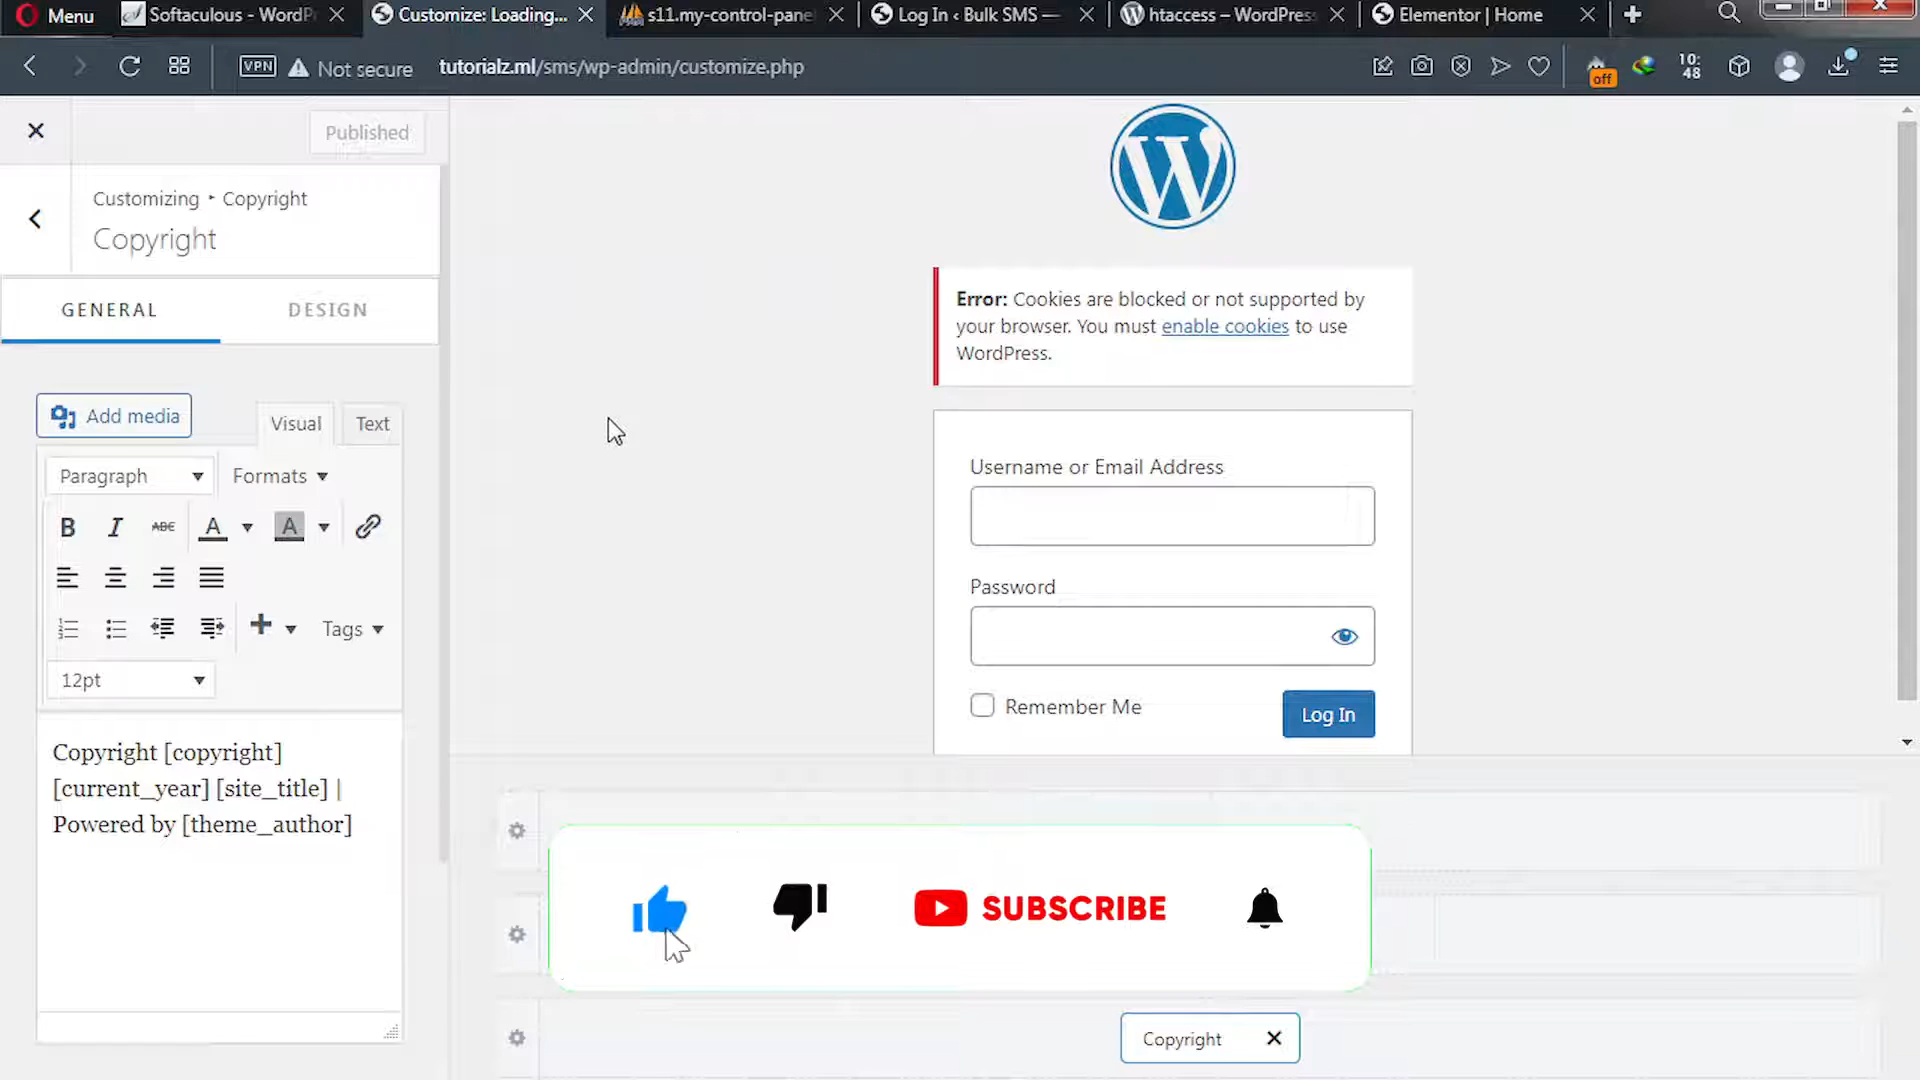 Menu
Softaculous - WordP
Customize: Loading...
s11.my-control-pane
Log In ‹ Bulk SMS —
htaccess – WordPress
Elementor | Home
VPN
Not secure
tutorialz.ml/sms/wp-admin/customize.php
off
10:
48
Published
Customizing ‣ Copyright
Copyright
GENERAL
DESIGN
Add media
Visual
Text
Paragraph
Formats
B I ABC A A
Tags
12pt
Copyright [copyright]
[current_year] [site_title] |
Powered by [theme_author]
Error: Cookies are blocked or not supported by
your browser. You must enable cookies to use
WordPress.
Username or Email Address
Password
Remember Me
Log In
SUBSCRIBE
Copyright